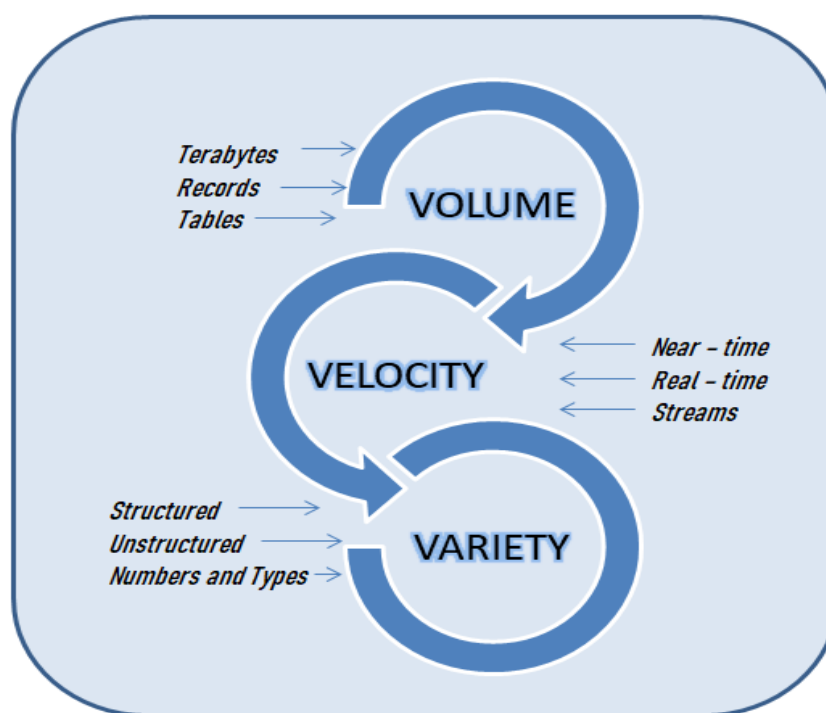 Terabytes
Records
Tables
VOLUME
VELOCITY
Near – time
Real – time
Streams
Structured
Unstructured
Numbers and Types
VARIETY